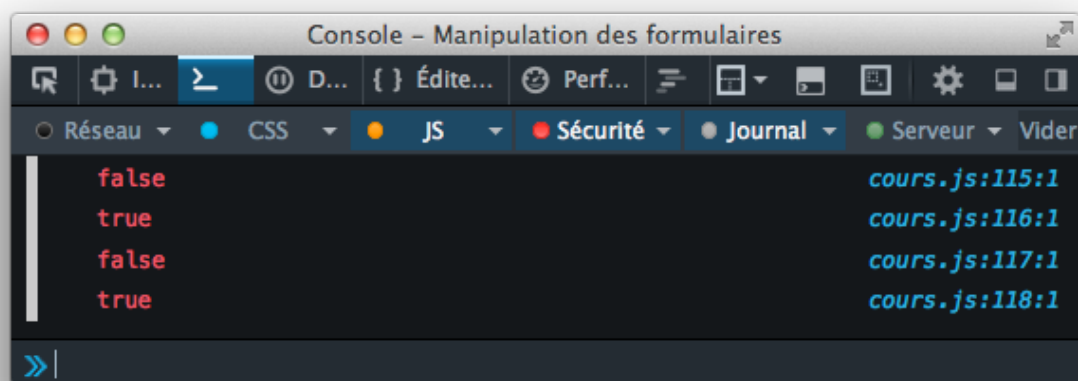 Console – Manipulation des formulaires
I... D... { } Édite... Perf...
Réseau CSS JS Sécurité Journal Serveur Vider
false cours.js:115:1
true cours.js:116:1
false cours.js:117:1
true cours.js:118:1